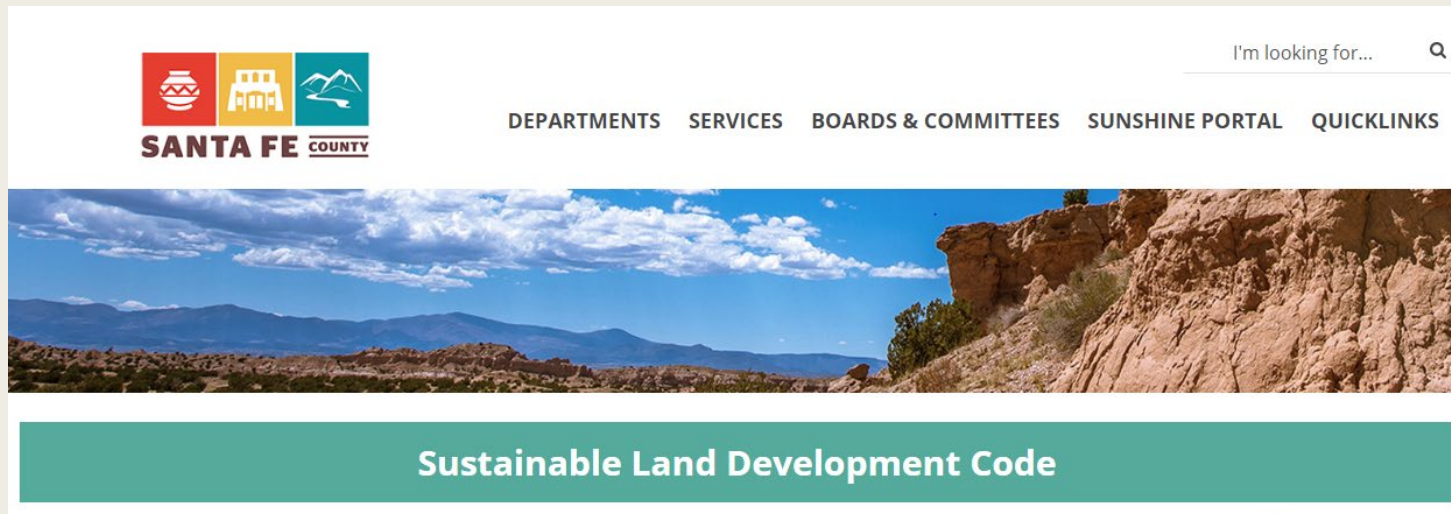 I'm looking for...
SANTA FE COUNTY
DEPARTMENTS SERVICES BOARDS & COMMITTEES SUNSHINE PORTAL QUICKLINKS
Sustainable Land Development Code